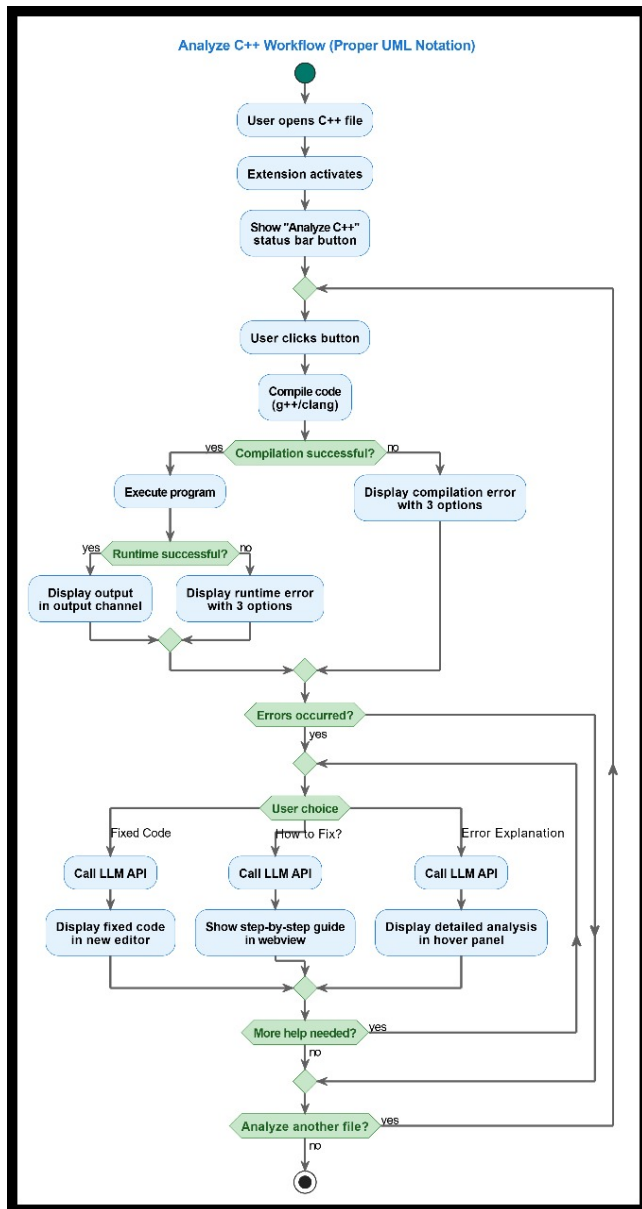 Analyze C++ Workflow (Proper UML Notation)
User opens C++ file
Extension activates
Show "Analyze C++"
status bar button
User clicks button
Compile code
(g++/clang)
yes
Compilation successful?
no
Execute program
Display compilation error
with 3 options
yes
Runtime successful?
no
Display output
in output channel
Display runtime error
with 3 options
Errors occurred?
yes
User choice
Fixed Code
How to Fix?
Error Explanation
Call LLM API
Call LLM API
Call LLM API
Display fixed code
in new editor
Show step-by-step guide
in webview
Display detailed analysis
in hover panel
More help needed?
yes
no
Analyze another file?
yes
no